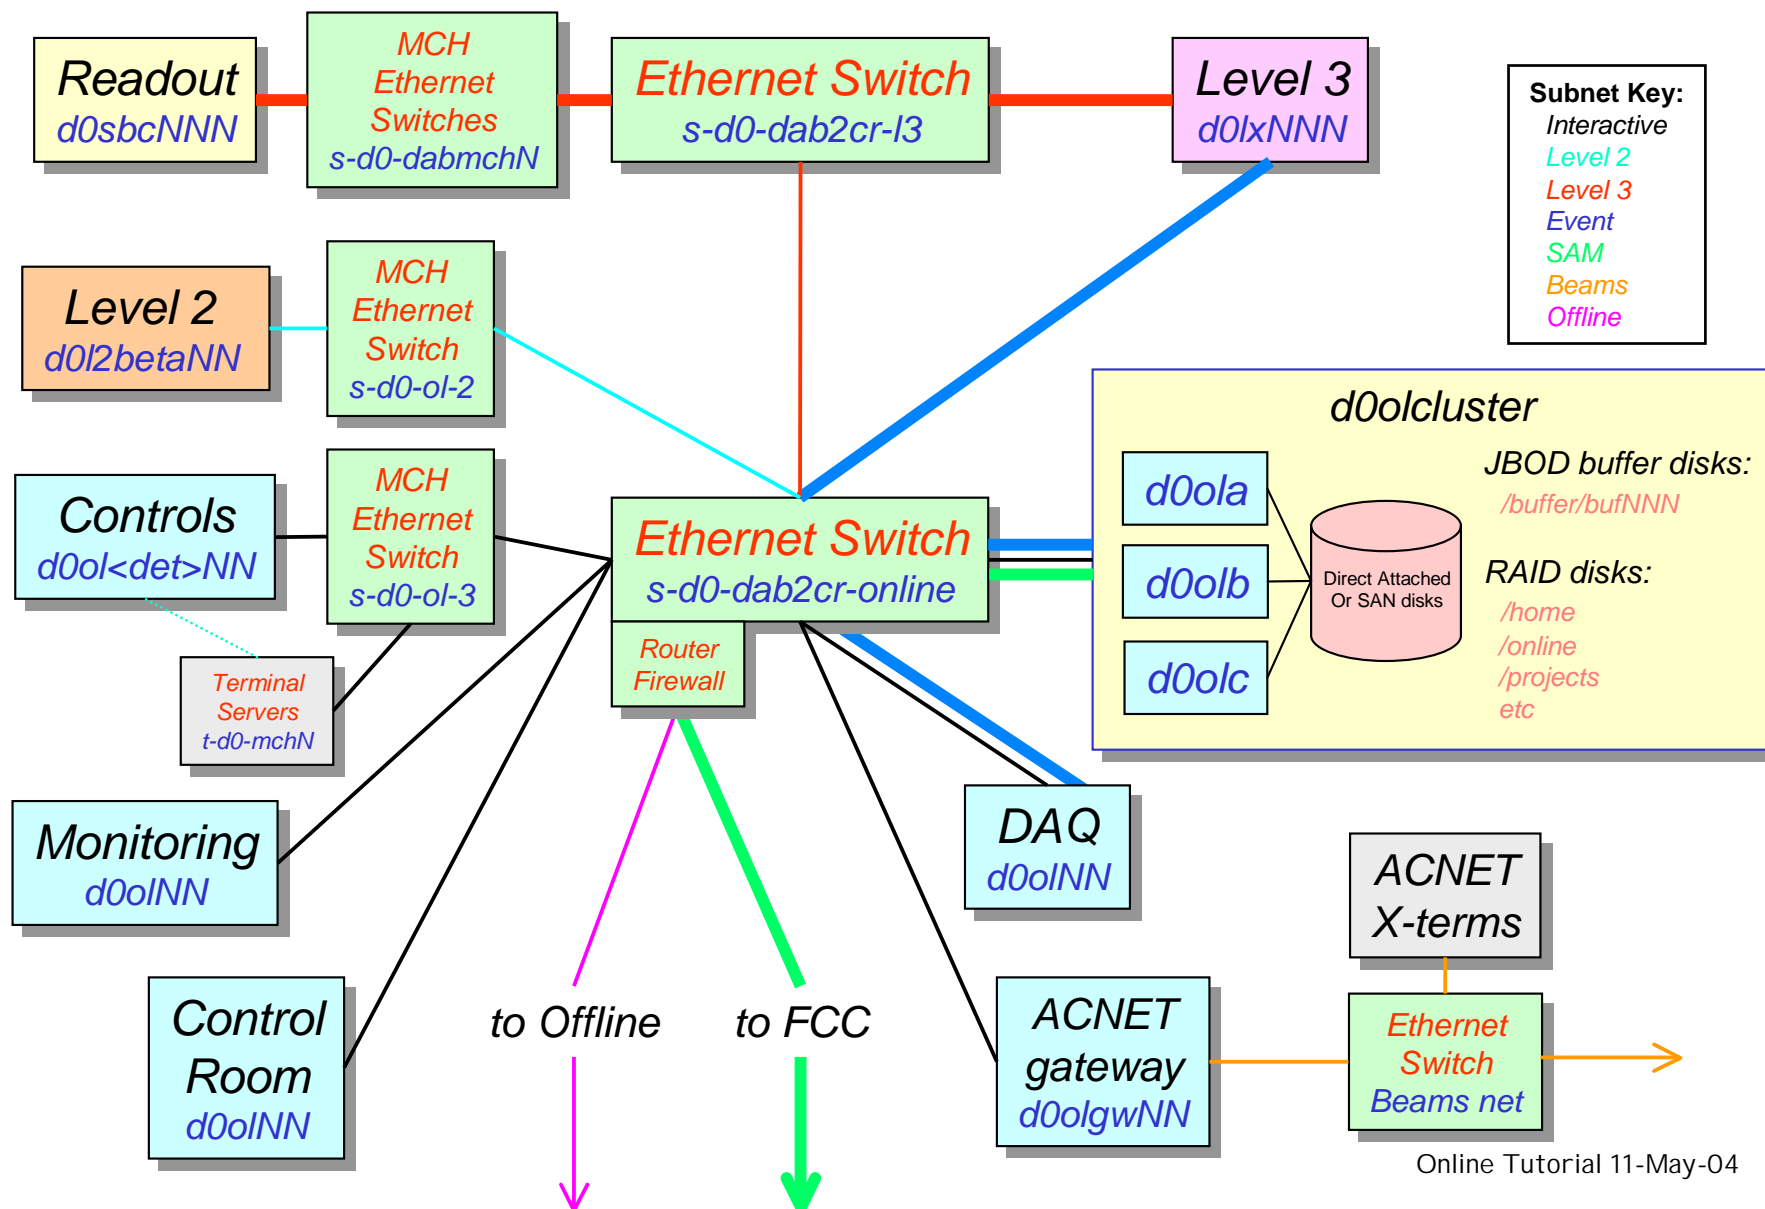 Readout
d0sbcNNN
MCH
Ethernet
Switches
s-d0-dabmchN
Ethernet Switch
s-d0-dab2cr-l3
Level 3
d0lxNNN
Subnet Key:
Interactive
Level 2
Level 3
Event
SAM
Beams
Offline
Level 2
d0l2betaNN
MCH
Ethernet
Switch
s-d0-ol-2
Controls
d0ol<det>NN
MCH
Ethernet
Switch
s-d0-ol-3
Terminal
Servers
t-d0-mchN
Ethernet Switch
s-d0-dab2cr-online
Router
Firewall
d0olcluster
d0ola
d0olb
d0olc
Direct Attached
Or SAN disks
JBOD buffer disks:
/buffer/bufNNN
RAID disks:
/home
/online
/projects
etc
Monitoring
d0olNN
Control
Room
d0olNN
to Offline
to FCC
DAQ
d0olNN
ACNET
gateway
d0olgwNN
ACNET
X-terms
Ethernet
Switch
Beams net
Online Tutorial 11-May-04